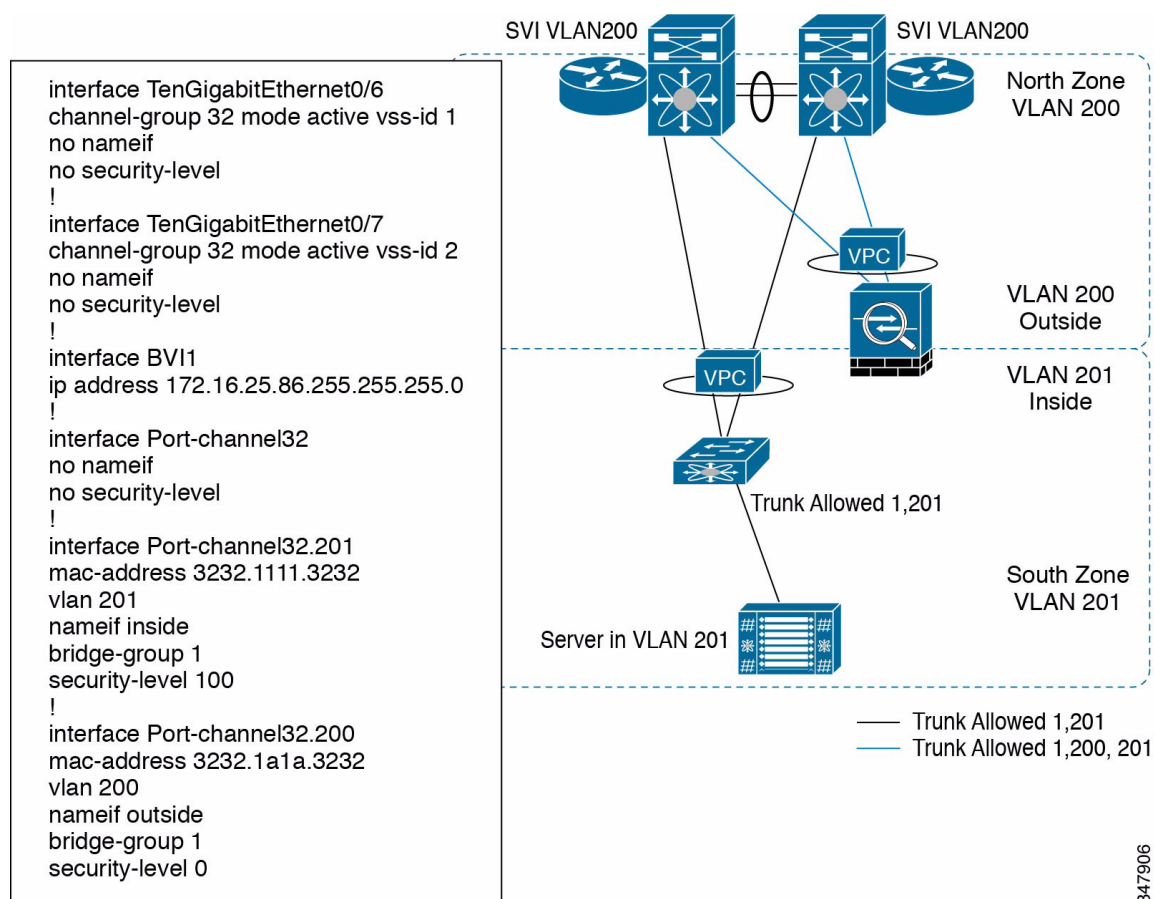 interface TenGigabitEthernet0/6
channel-group 32 mode active vss-id 1
no nameif
no security-level
!
interface TenGigabitEthernet0/7
channel-group 32 mode active vss-id 2
no nameif
no security-level
!
interface BVI1
ip address 172.16.25.86.255.255.255.0
!
interface Port-channel32
no nameif
no security-level
!
interface Port-channel32.201
mac-address 3232.1111.3232
vlan 201
nameif inside
bridge-group 1
security-level 100
!
interface Port-channel32.200
mac-address 3232.1a1a.3232
vlan 200
nameif outside
bridge-group 1
security-level 0
SVI VLAN200
SVI VLAN200
North Zone
VLAN 200
VPC
VLAN 200
Outside
VPC
VLAN 201
Inside
Trunk Allowed 1,201
South Zone
VLAN 201
Server in VLAN 201
# #
# #
Trunk Allowed 1,201
Trunk Allowed 1,200, 201
347906